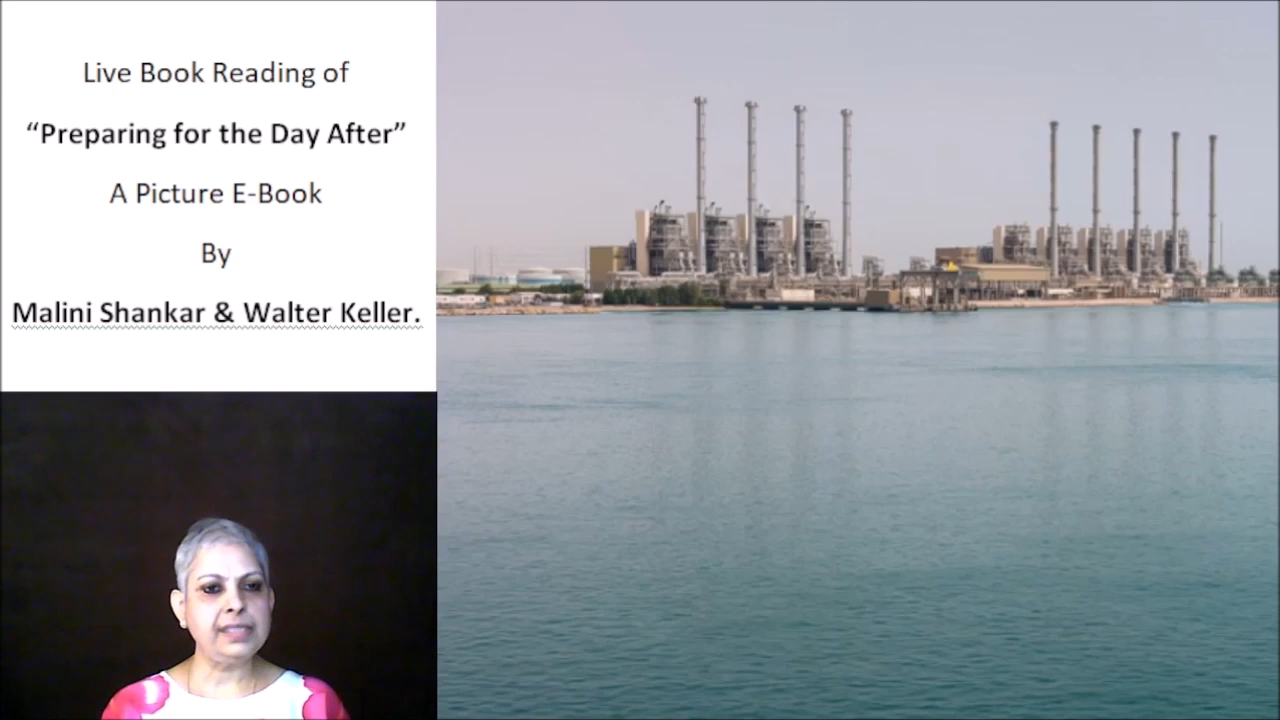 Live Book Reading of
“Preparing for the Day After”
A Picture E-Book
By
Malini Shankar & Walter Keller.